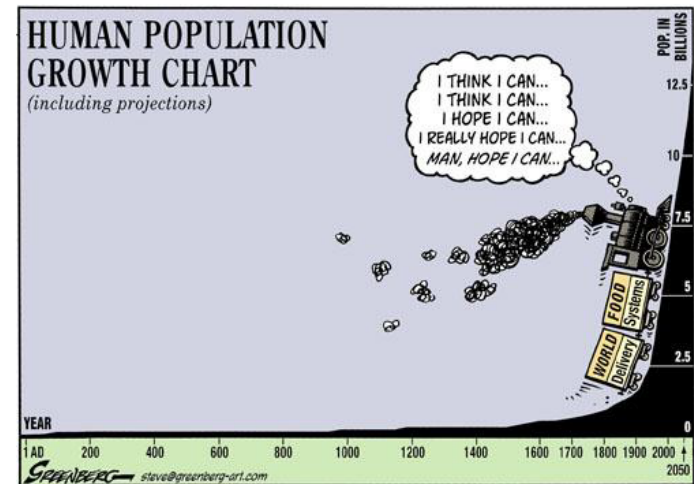 HUMAN POPULATION
GROWTH CHART
(including projections)
POP. IN
BILLIONS
I THINK I CAN...
I THINK I CAN...
I HOPE I CAN...
I REALLY HOPE I CAN...
MAN, HOPE I CAN...
12.5
10
7.5
5
2.5
0
FOOD
Systems
WORLD
Delivery
YEAR
1 AD 200 400 600 800 1000 1200 1400 1600 1700 1800 1900 2000 ↑
2050
GREENBERG steve@greenberg-art.com